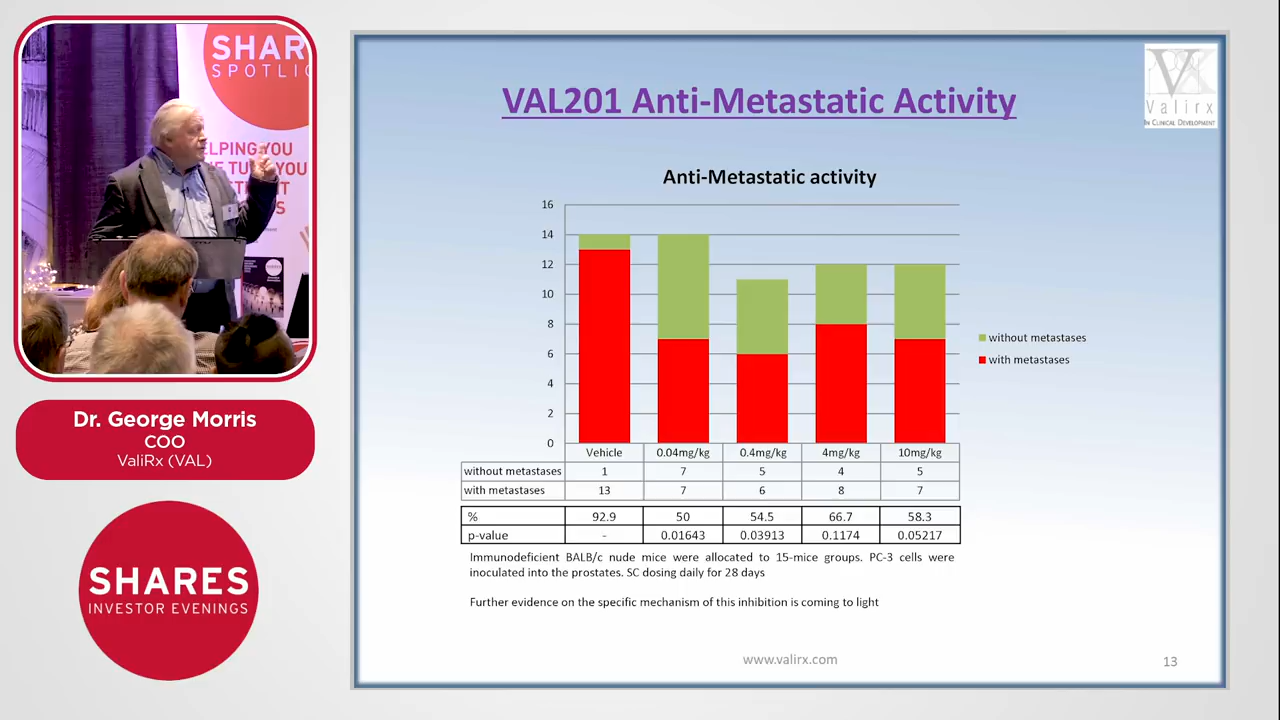 SHAR
SPOTLIG
ELPING YOU
YOU
Dr. George Morris
COO
ValiRx (VAL)
SHARES
INVESTOR EVENINGS
VAL201 Anti-Metastatic Activity
Valirx
IN CLINICAL DEVELOPMENT
Anti-Metastatic activity
16
14
12
10
8
6
4
2
0
without metastases
with metastases
Vehicle 0.04mg/kg 0.4mg/kg 4mg/kg 10mg/kg
without metastases 1 7 5 4 5
with metastases 13 7 6 8 7
% 92.9 50 54.5 66.7 58.3
p-value - 0.01643 0.03913 0.1174 0.05217
Immunodeficient BALB/c nude mice were allocated to 15-mice groups. PC-3 cells were
inoculated into the prostates. SC dosing daily for 28 days
Further evidence on the specific mechanism of this inhibition is coming to light
www.valirx.com
13